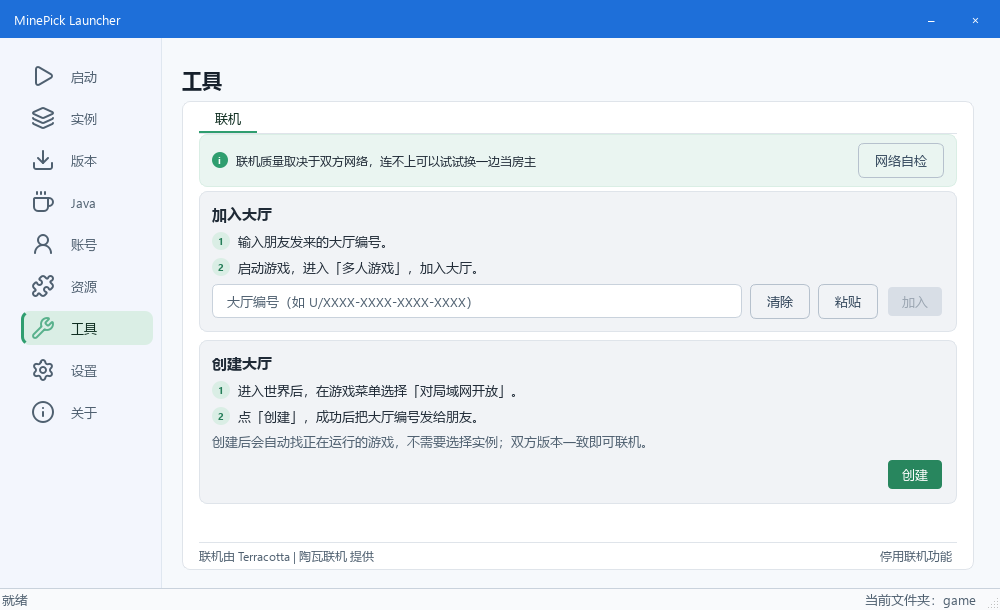 MinePick Launcher
启动
实例
版本
Java
账号
资源
工具
设置
关于
工具
联机
联机质量取决于双方网络，连不上可以试试换一边当房主
网络自检
加入大厅
1 输入朋友发来的大厅编号。
2 启动游戏，进入「多人游戏」，加入大厅。
大厅编号（如 U/XXXX-XXXX-XXXX-XXXX）
清除
粘贴
加入
创建大厅
1 进入世界后，在游戏菜单选择「对局域网开放」。
2 点「创建」，成功后把大厅编号发给朋友。
创建后会自动找正在运行的游戏，不需要选择实例；双方版本一致即可联机。
创建
联机由 Terracotta | 陶瓦联机 提供
停用联机功能
就绪
当前文件夹：game